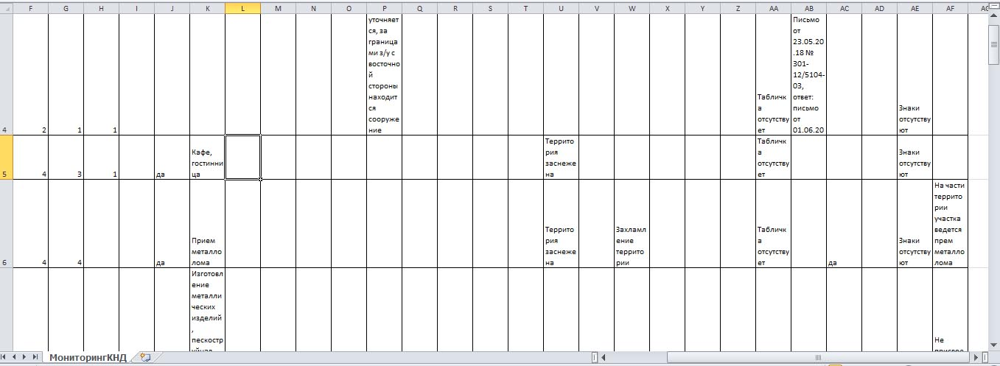 F G H I J K L M N O P Q R S T U V W X Y Z AA AB AC AD AE AF
4
2
1
1
уточняет
ся, за
граница
ми з/у с
восточно
й
стороны
находит
ся
сооруже
ние
Табличк
а
отсутству
ет
Письмо
от
23.05.20
.18 №
301-
12/5104-
03,
ответ:
письмо
от
01.06.20
Знаки
отсутству
ют
5
4
3
1
да
Кафе,
гостинни
ца
Террито
рия
заснеже
на
Табличк
а
отсутству
ет
Знаки
отсутству
ют
6
4
4
да
Прием
металло
лома
Террито
рия
заснеже
на
Захламл
ение
террито
рии
Табличк
а
отсутству
ет
да
Знаки
отсутству
ют
На части
террито
рии
участка
ведется
прем
металло
лома
Изготовл
ение
металли
ческих
изделий
,
пескостр
Не
МониторингКНД